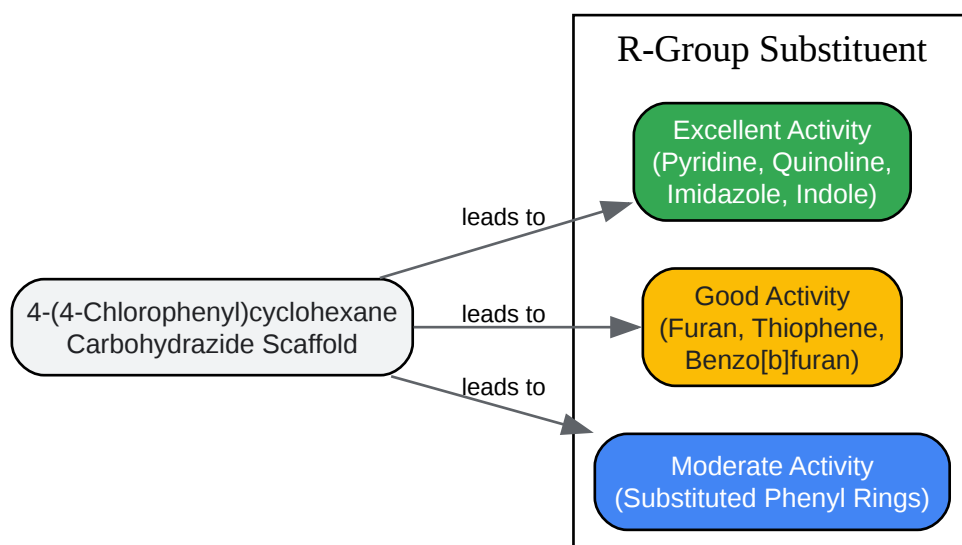 R-Group Substituent
Excellent Activity
(Pyridine, Quinoline,
Imidazole, Indole)
leads to
4-(4-Chlorophenyl)cyclohexane
Carbohydrazide Scaffold
leads to
Good Activity
(Furan, Thiophene,
Benzo[b]furan)
leads to
Moderate Activity
(Substituted Phenyl Rings)